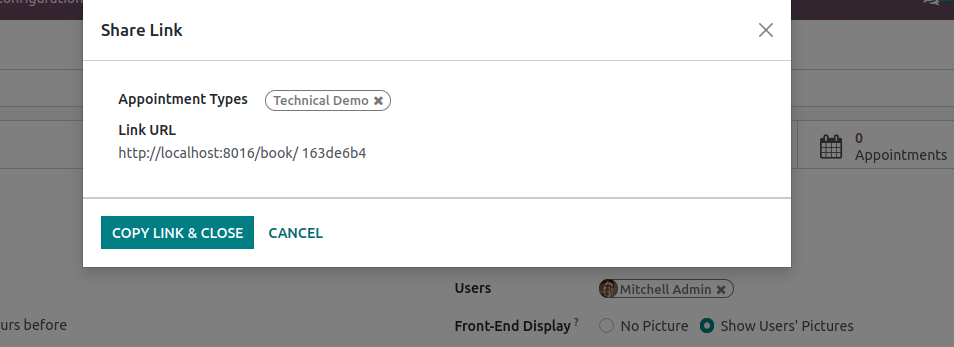 Share Link
Appointment Types Technical Demo ✖
Link URL
http://localhost:8016/book/ 163de6b4
0
Appointments
COPY LINK & CLOSE CANCEL
Users Mitchell Admin ✖
urs before
Front-End Display ? No Picture Show Users' Pictures